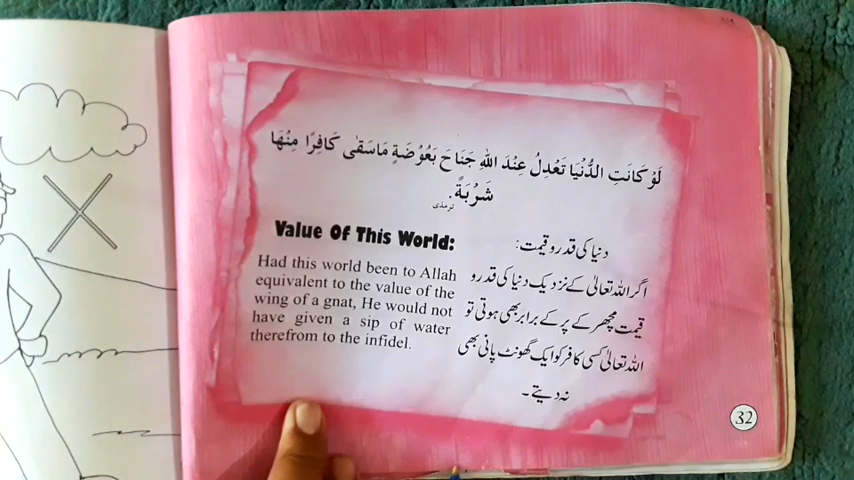 لَوْ كَانَتِ الدُّنْيَا تَعْدِلُ عِنْدَ اللهِ جَنَاحَ بَعُوْضَةٍ مَاسَقٰى كَافِرًا مِنْهَا
شَرْبَةً.
ترمذی
Value Of This World:
Had this world been to Allah
equivalent to the value of the
wing of a gnat, He would not
have given a sip of water
therefrom to the infidel.
دنیا کی قدر و قیمت:
اگر اللہ تعالیٰ کے نزدیک دنیا کی قدر و
قیمت مچھر کے پر کے برابر بھی ہوتی تو
اللہ تعالیٰ کسی کافر کو ایک گھونٹ پانی بھی
نہ دیتے۔
32